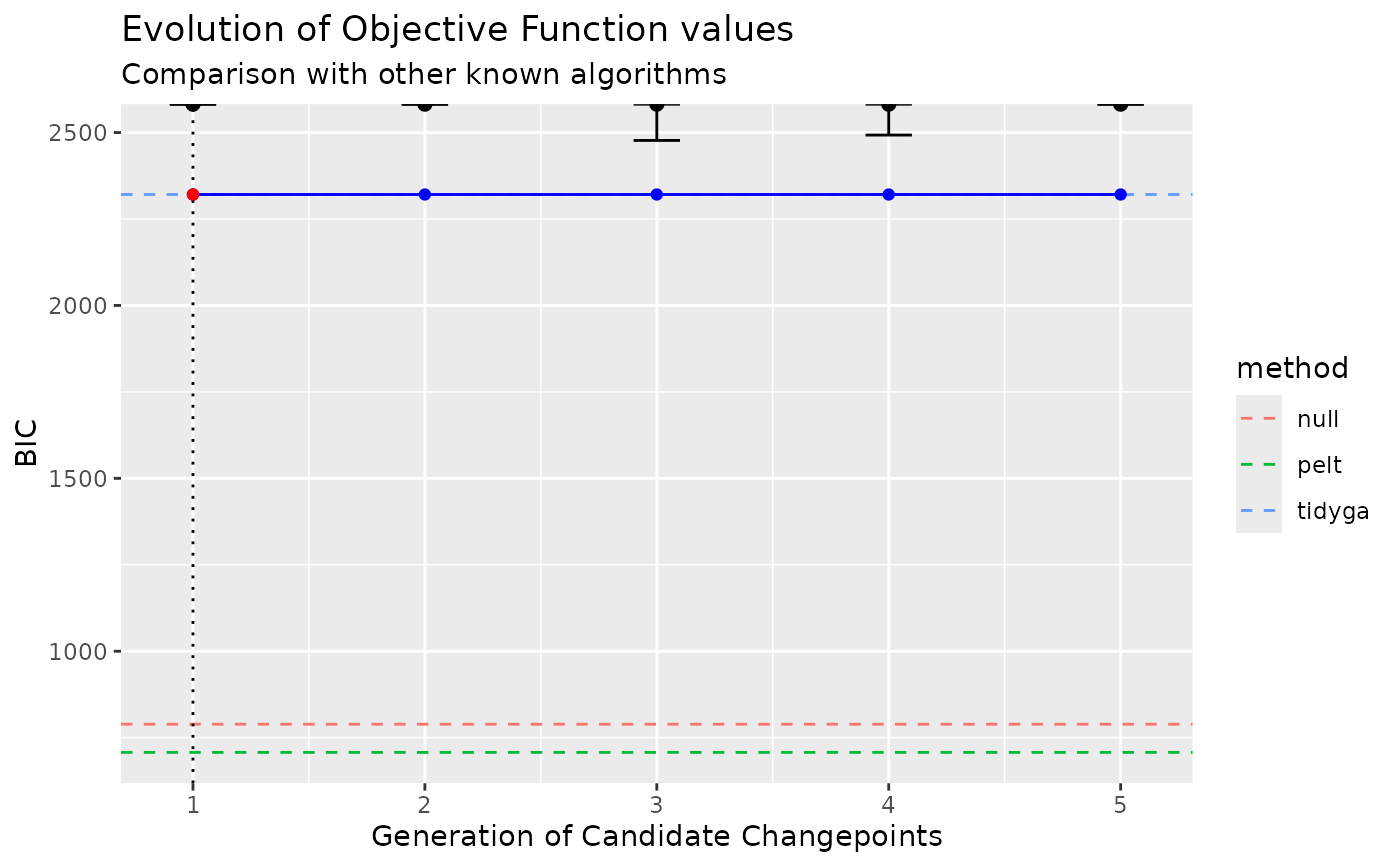 Evolution of Objective Function values
Comparison with other known algorithms
2500
2000
1500
1000
BIC
1 2 3 4 5
Generation of Candidate Changepoints
method
null
pelt
tidyga